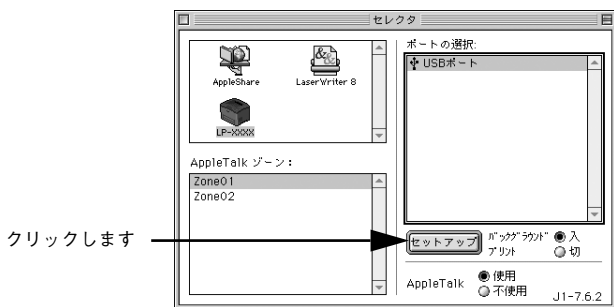 セレクタ
AppleShare
LaserWriter 8
LP-XXXX
AppleTalk ゾーン：
Zone01
Zone02
ポートの選択:
USBポート
クリックします
セットアップ
ﾊﾞｯｸｸﾞﾗｳﾝﾄﾞ
ﾌﾟﾘﾝﾄ
入
切
AppleTalk
使用
不使用
J1-7.6.2